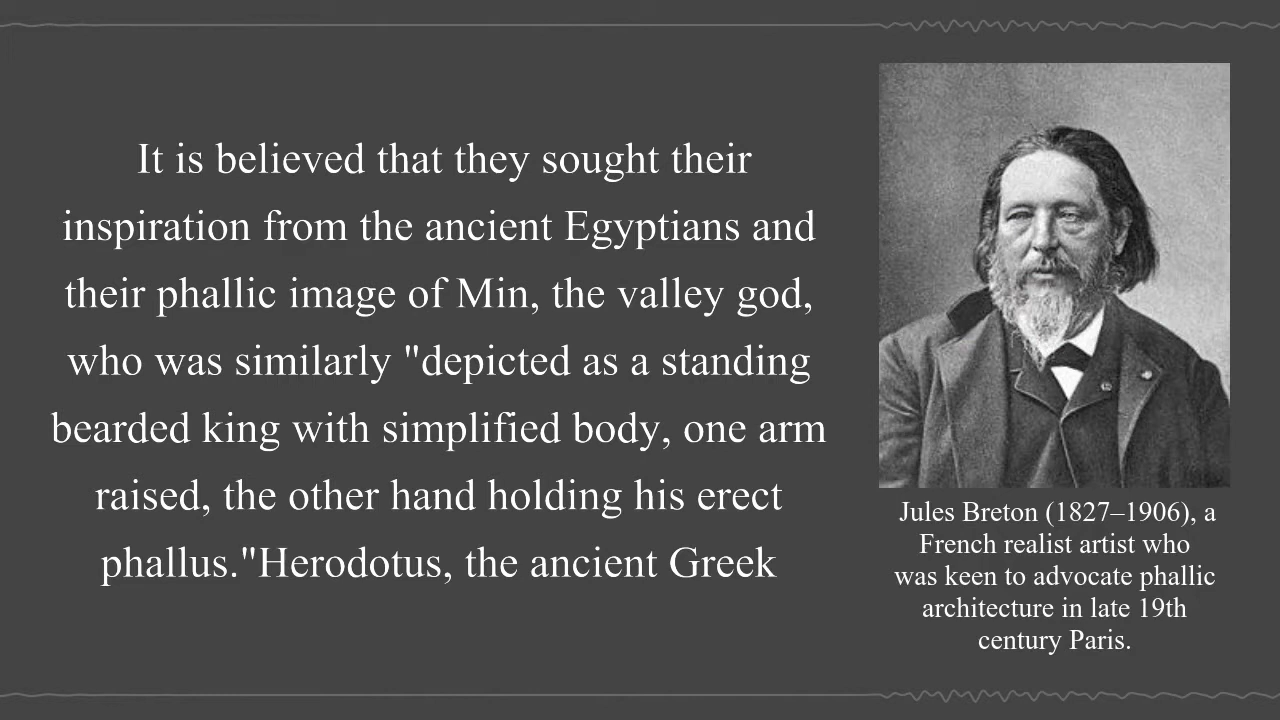 It is believed that they sought their
inspiration from the ancient Egyptians and
their phallic image of Min, the valley god,
who was similarly "depicted as a standing
bearded king with simplified body, one arm
raised, the other hand holding his erect
phallus."Herodotus, the ancient Greek
Jules Breton (1827–1906), a
French realist artist who
was keen to advocate phallic
architecture in late 19th
century Paris.